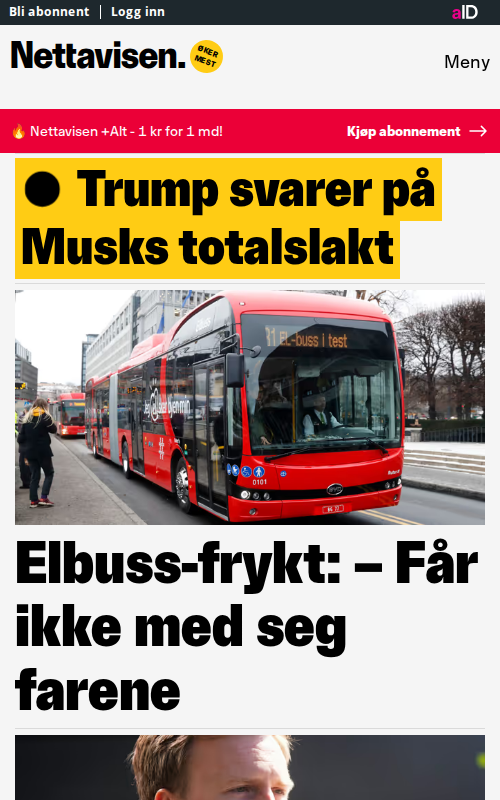 Bli abonnent
Logg inn
aID
Nettavisen.
ØKER
MEST
Meny
Nettavisen +Alt - 1 kr for 1 md!
Kjøp abonnement
Trump svarer på
Musks totalslakt
EL-buss i test
#
0101
Elbuss-frykt: – Får
ikke med seg
farene